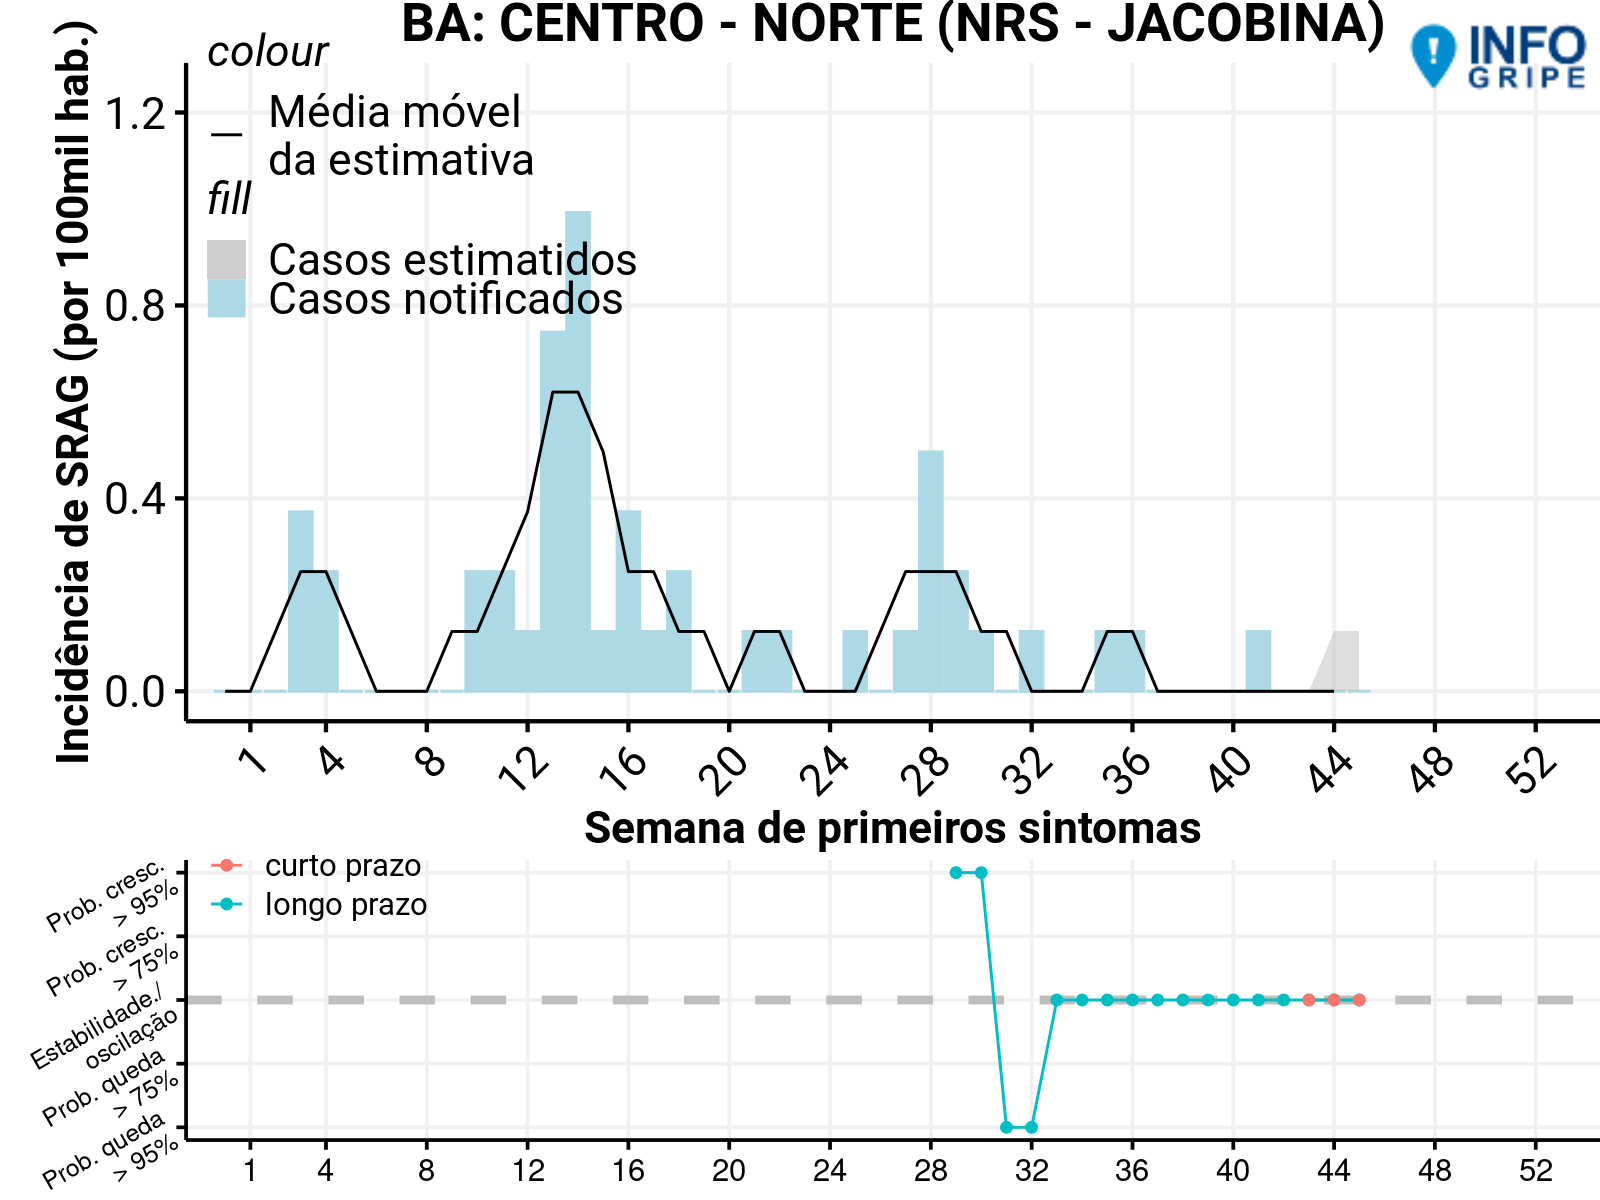 BA: CENTRO - NORTE (NRS - JACOBINA)
INFO
GRIPE
Incidência de SRAG (por 100mil hab.)
colour
Média móvel
da estimativa
fill
Casos estimatidos
Casos notificados
1.2
0.8
0.4
0.0
1 4 8 12 16 20 24 28 32 36 40 44 48 52
Semana de primeiros sintomas
curto prazo
longo prazo
Prob. cresc.
> 95%
Prob. cresc.
> 75%
Estabilidade./
oscilação
Prob. queda
> 75%
Prob. queda
> 95%
1 4 8 12 16 20 24 28 32 36 40 44 48 52